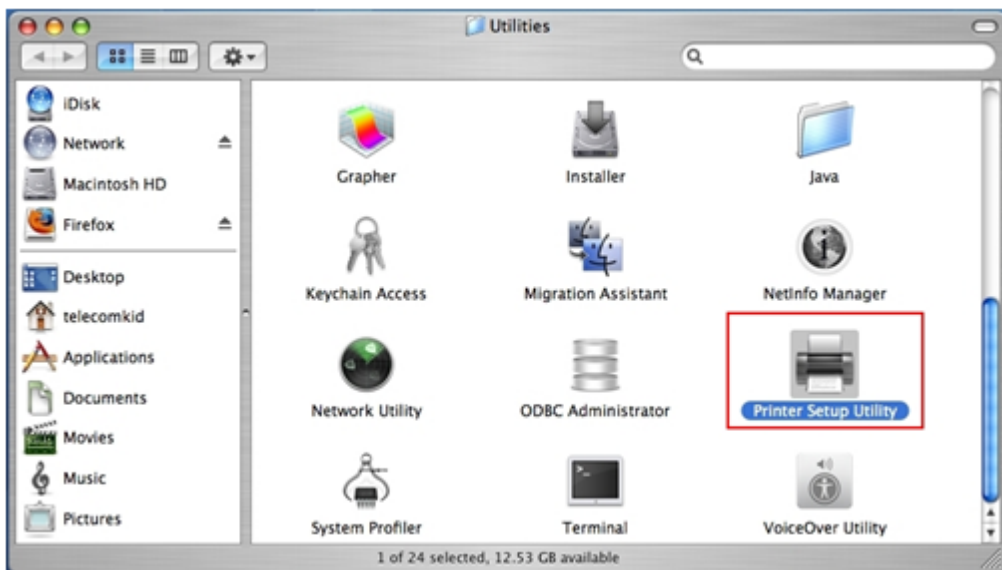 Utilities
iDisk
Network
Macintosh HD
Firefox
Desktop
telecomkid
Applications
Documents
Movies
Music
Pictures
Grapher
Installer
Java
Keychain Access
Migration Assistant
NetInfo Manager
Network Utility
ODBC Administrator
Printer Setup Utility
System Profiler
Terminal
VoiceOver Utility
1 of 24 selected, 12.53 GB available